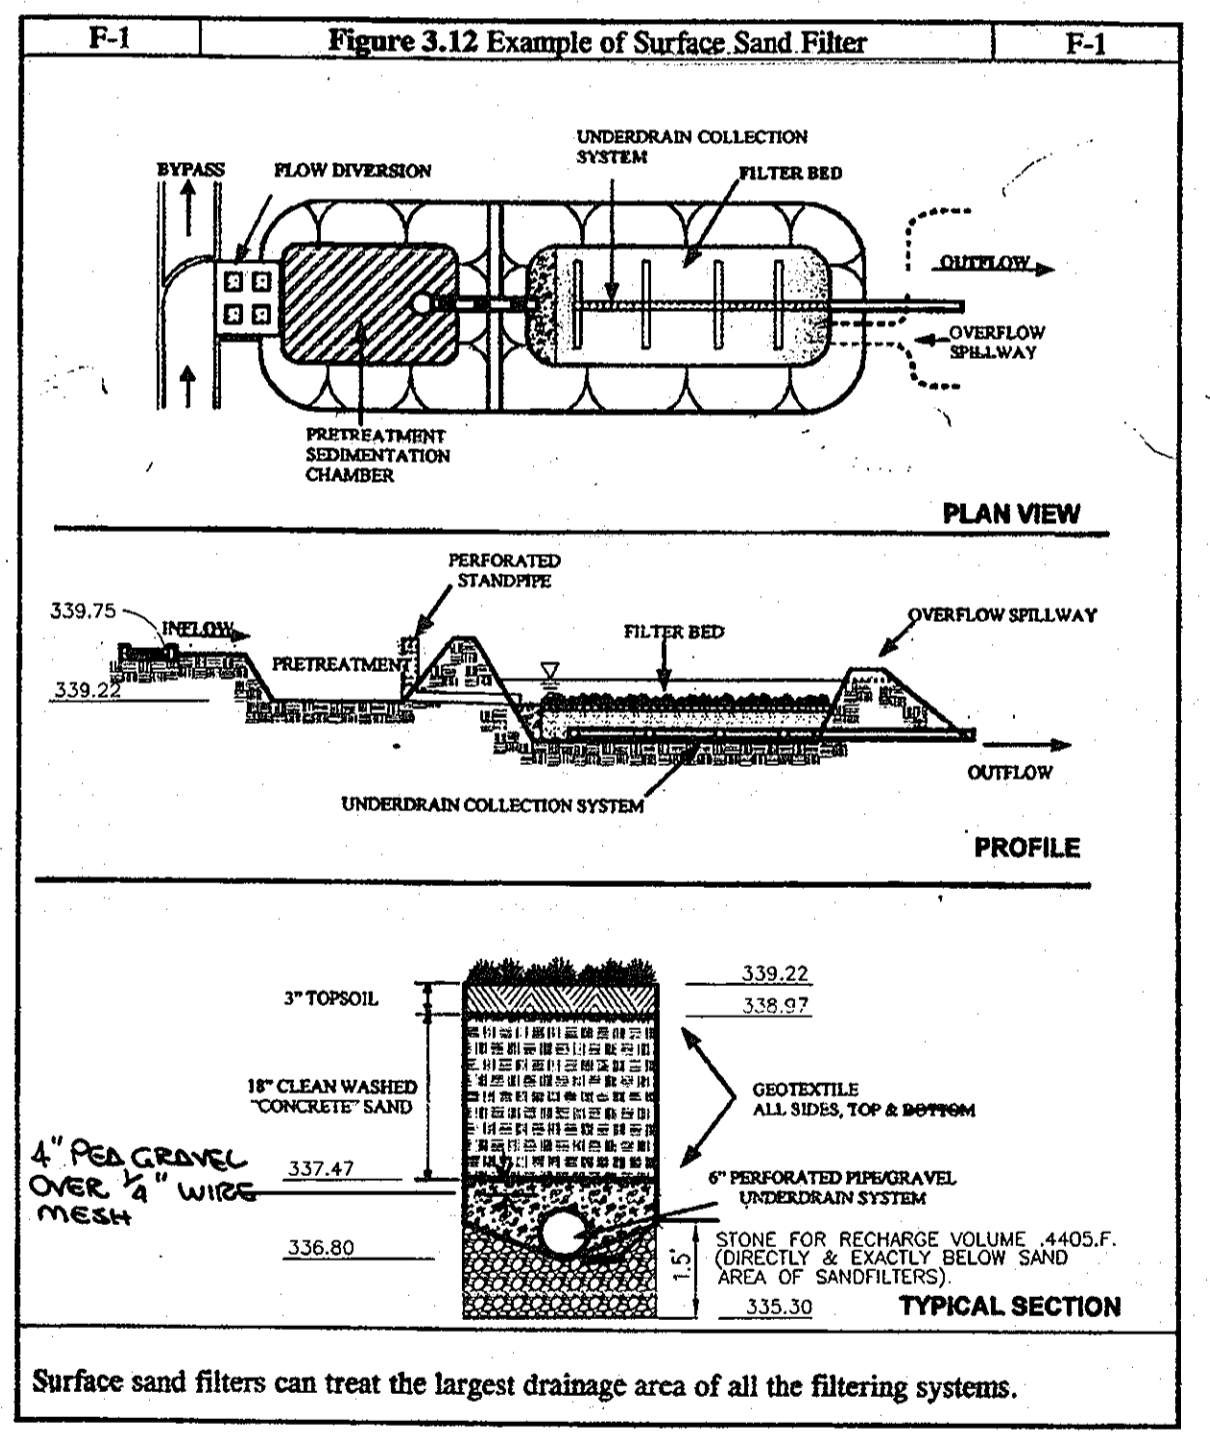 F-1
Figure 3.12 Example of Surface Sand Filter
F-1
UNDERDRAIN COLLECTION
SYSTEM
BYPASS
FLOW DIVERSION
FILTER BED
OUTFLOW
OVERFLOW
SPILLWAY
PRETREATMENT
SEDIMENTATION
CHAMBER
PLAN VIEW
PERFORATED
STANDPIPE
339.75
INFLOW
FILTER BED
OVERFLOW SPILLWAY
PRETREATMENT
339.22
OUTFLOW
UNDERDRAIN COLLECTION SYSTEM
PROFILE
339.22
3" TOPSOIL
338.97
18" CLEAN WASHED
"CONCRETE" SAND
GEOTEXTILE
ALL SIDES, TOP & BOTTOM
4" PEA GRAVEL
OVER 1/4" WIRE
MESH
337.47
6" PERFORATED PIPE/GRAVEL
UNDERDRAIN SYSTEM
336.80
1.5'
STONE FOR RECHARGE VOLUME .4405.F.
(DIRECTLY & EXACTLY BELOW SAND
AREA OF SANDFILTERS).
335.30
TYPICAL SECTION
Surface sand filters can treat the largest drainage area of all the filtering systems.